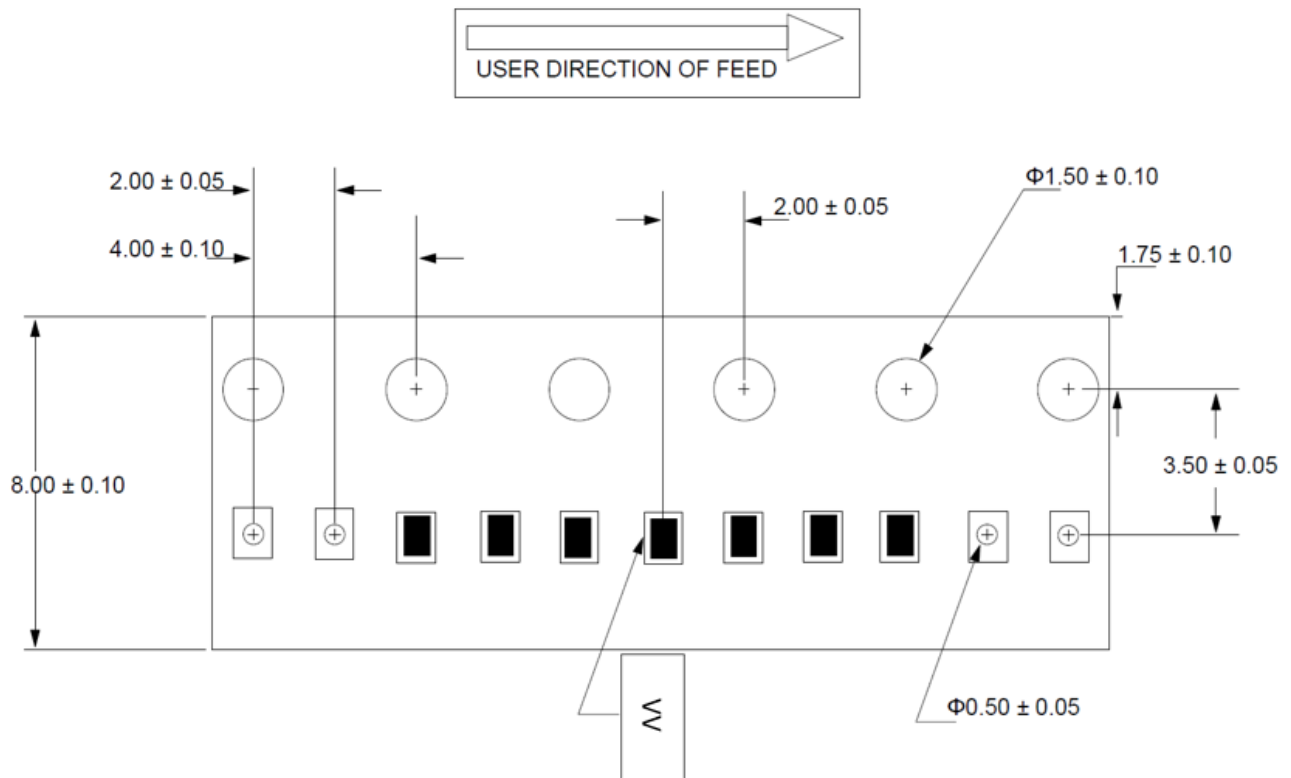 USER DIRECTION OF FEED
2.00 ± 0.05
Φ1.50 ± 0.10
2.00 ± 0.05
4.00 ± 0.10
1.75 ± 0.10
3.50 ± 0.05
8.00 ± 0.10
Φ0.50 ± 0.05